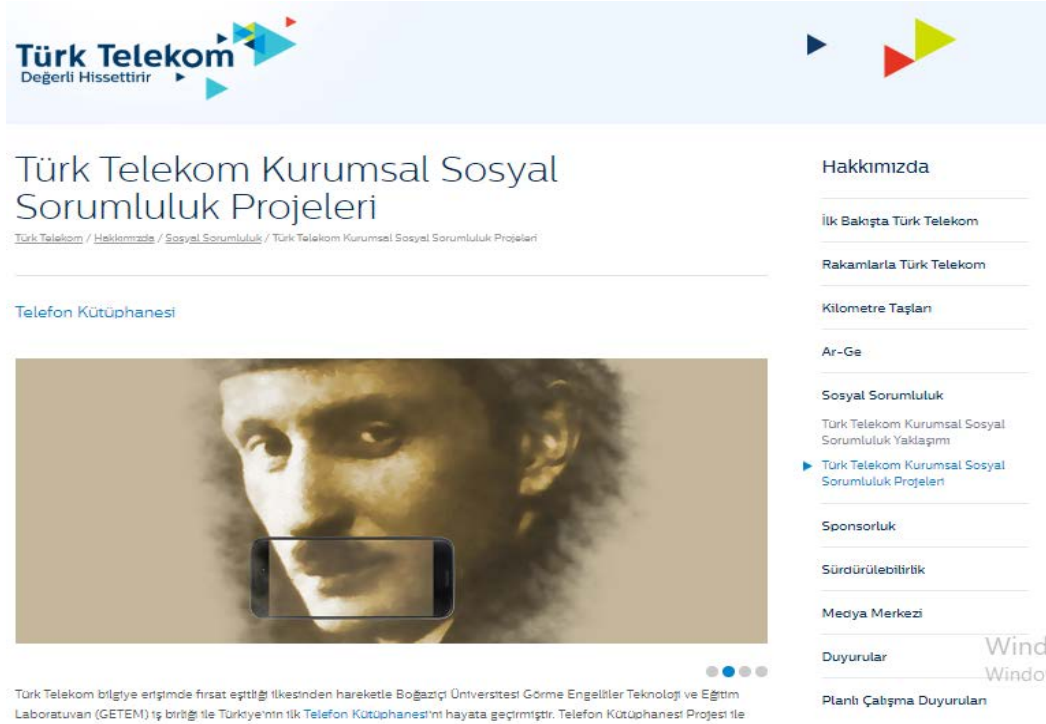 Türk Telekom
Değerli Hissettirir
Türk Telekom Kurumsal Sosyal
Sorumluluk Projeleri
Türk Telekom / Hakkımızda / Sosyal Sorumluluk / Türk Telekom Kurumsal Sosyal Sorumluluk Projeleri
Telefon Kütüphanesi
Türk Telekom bilgiye erişimde fırsat eşitliği ilkesinden hareketle Boğaziçi Üniversitesi Görme Engelliler Teknoloji ve Eğitim
Laboratuvarı (GETEM) iş birliği ile Türkiye'nin ilk Telefon Kütüphanesi'ni hayata geçirmiştir. Telefon Kütüphanesi Projesi ile
Hakkımızda
İlk Bakışta Türk Telekom
Rakamlarla Türk Telekom
Kilometre Taşları
Ar-Ge
Sosyal Sorumluluk
Türk Telekom Kurumsal Sosyal
Sorumluluk Yaklaşımı
Türk Telekom Kurumsal Sosyal
Sorumluluk Projeleri
Sponsorluk
Sürdürülebilirlik
Medya Merkezi
Duyurular
Planlı Çalışma Duyuruları
Wind
Window